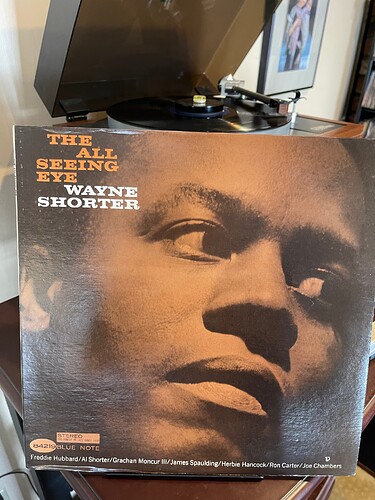 THE
ALL
SEEING
EYE
WAYNE
SHORTER
STEREO
84219 BLUE NOTE
Freddie Hubbard/Al Shorter/Grachan Moncur III/James Spaulding/Herbie Hancock/Ron Carter/Joe Chambers